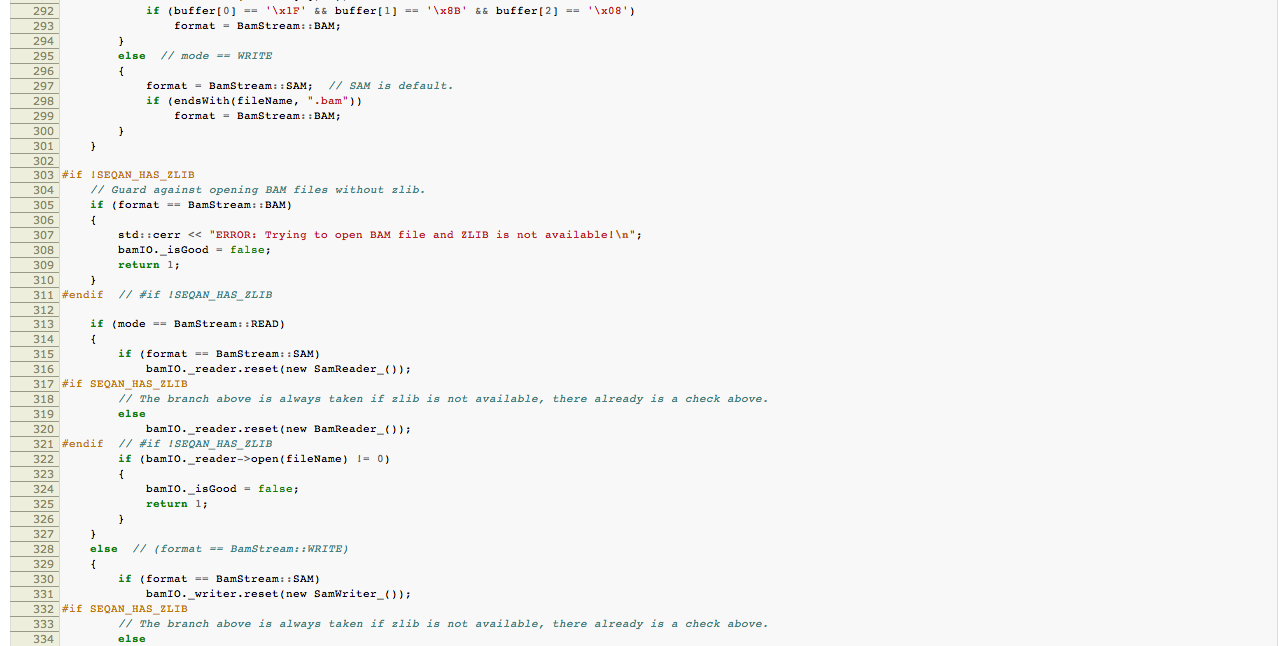 292 if (buffer[0] == '\x1F' && buffer[1] == '\x8B' && buffer[2] == '\x08')
293 format = BamStream::BAM;
294 }
295 else // mode == WRITE
296 {
297 format = BamStream::SAM; // SAM is default.
298 if (endsWith(fileName, ".bam"))
299 format = BamStream::BAM;
300 }
301 }
302
303 #if !SEQAN_HAS_ZLIB
304 // Guard against opening BAM files without zlib.
305 if (format == BamStream::BAM)
306 {
307 std::cerr << "ERROR: Trying to open BAM file and ZLIB is not available!\n";
308 bamIO._isGood = false;
309 return 1;
310 }
311 #endif // #if !SEQAN_HAS_ZLIB
312
313 if (mode == BamStream::READ)
314 {
315 if (format == BamStream::SAM)
316 bamIO._reader.reset(new SamReader_());
317 #if SEQAN_HAS_ZLIB
318 // The branch above is always taken if zlib is not available, there already is a check above.
319 else
320 bamIO._reader.reset(new BamReader_());
321 #endif // #if !SEQAN_HAS_ZLIB
322 if (bamIO._reader->open(fileName) != 0)
323 {
324 bamIO._isGood = false;
325 return 1;
326 }
327 }
328 else // (format == BamStream::WRITE)
329 {
330 if (format == BamStream::SAM)
331 bamIO._writer.reset(new SamWriter_());
332 #if SEQAN_HAS_ZLIB
333 // The branch above is always taken if zlib is not available, there already is a check above.
334 else